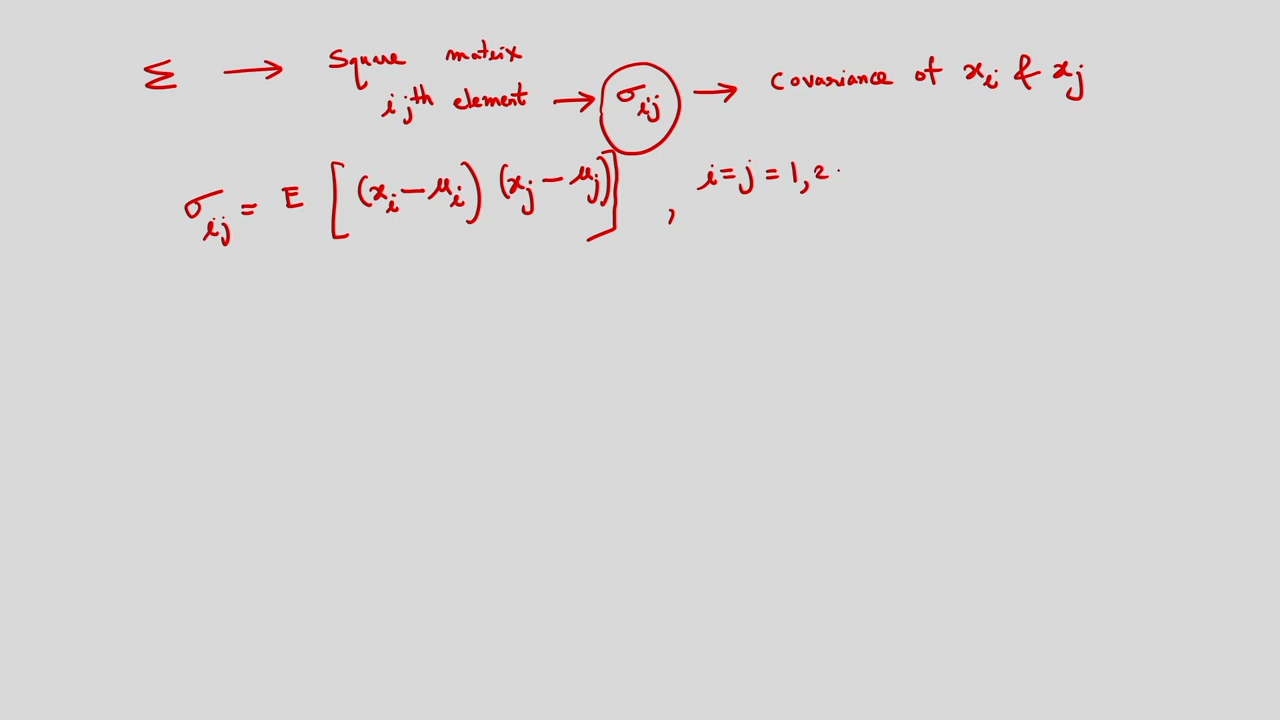 Σ → Square matrix
ij^th element → σ_ij → covariance of x_i & x_j
σ_ij = E [(x_i − μ_i) (x_j − μ_j)] , i = j = 1, 2 .